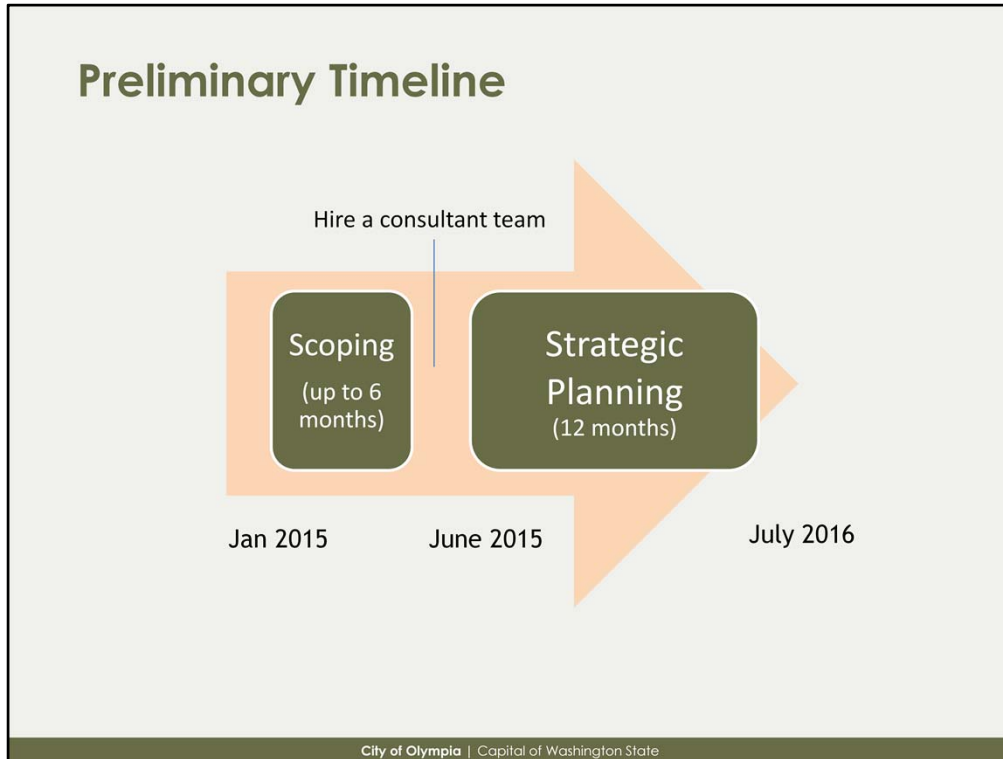 Preliminary Timeline
Hire a consultant team
Scoping
(up to 6
months)
Strategic
Planning
(12 months)
Jan 2015
June 2015
July 2016
City of Olympia | Capital of Washington State